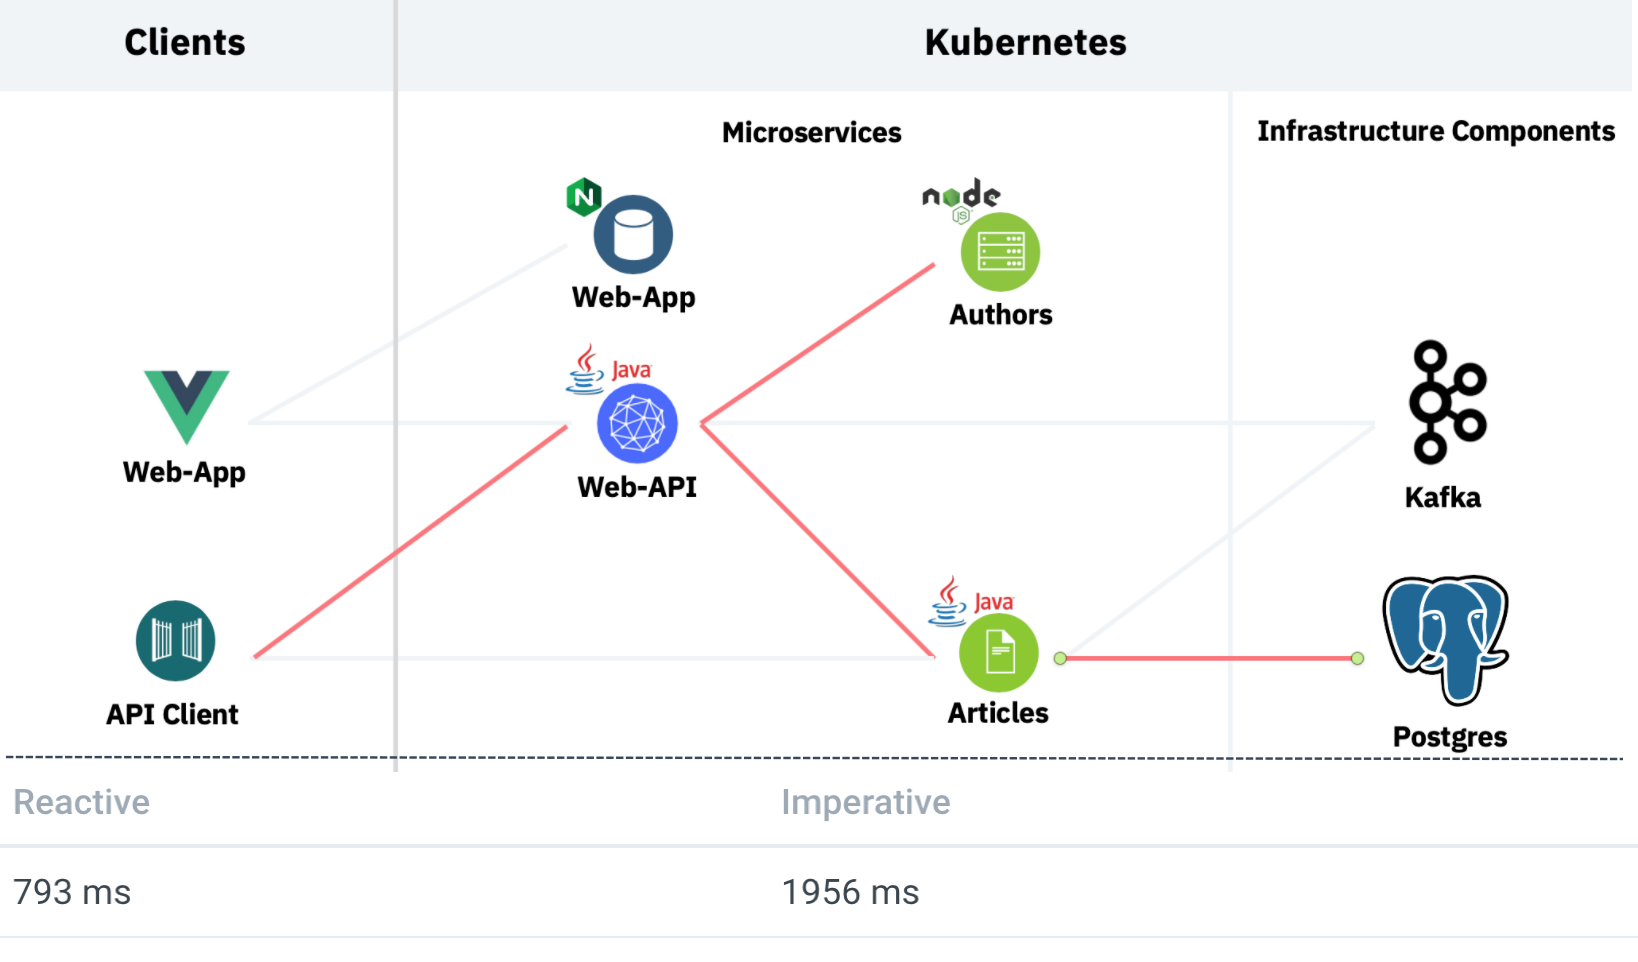 Clients
Kubernetes
Microservices
Infrastructure Components
N
Web-App
node
JS
Authors
Java
Web-API
Web-App
Kafka
API Client
Java
Articles
Postgres
Reactive
Imperative
793 ms
1956 ms